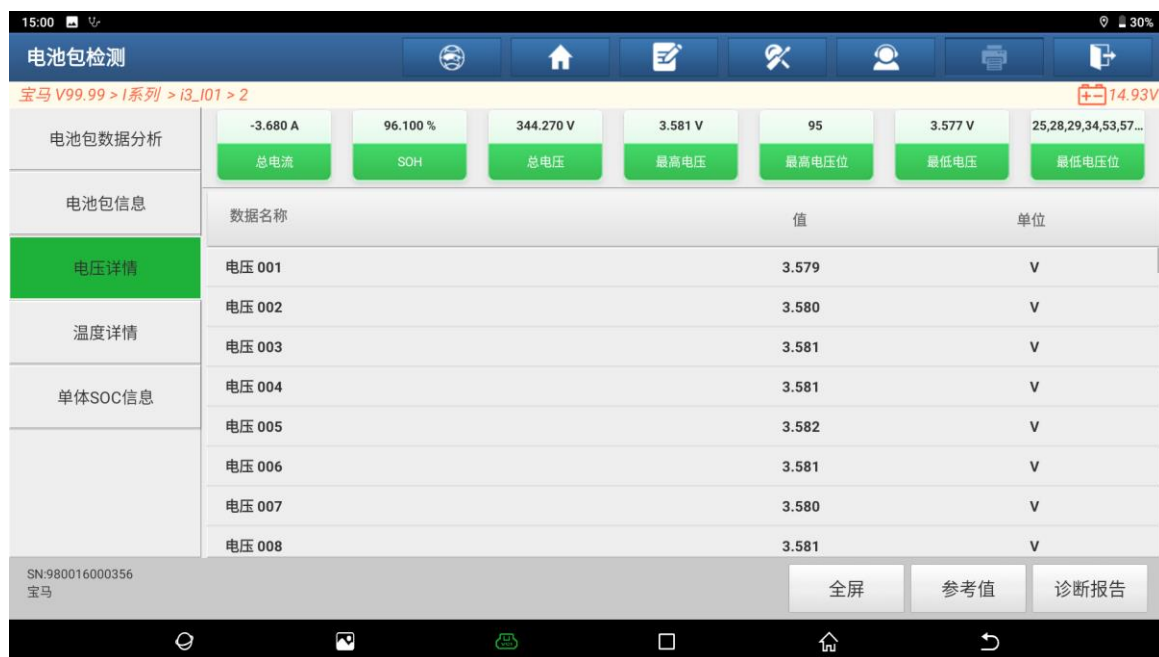 15:00
30%
电池包检测
宝马 V99.99 > I系列 > i3_I01 > 2
14.93V
电池包数据分析
电池包信息
电压详情
温度详情
单体SOC信息
-3.680 A
总电流
96.100 %
SOH
344.270 V
总电压
3.581 V
最高电压
95
最高电压位
3.577 V
最低电压
25,28,29,34,53,57...
最低电压位
数据名称 值 单位
电压 001 3.579 V
电压 002 3.580 V
电压 003 3.581 V
电压 004 3.581 V
电压 005 3.582 V
电压 006 3.581 V
电压 007 3.580 V
电压 008 3.581 V
SN:980016000356
宝马
全屏
参考值
诊断报告